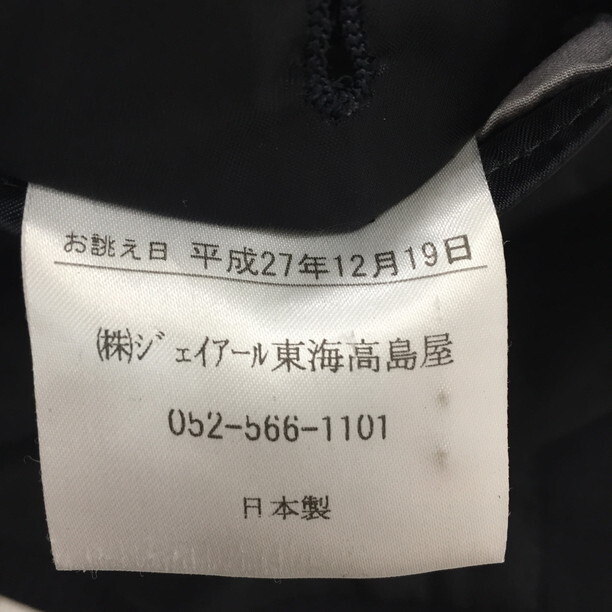 お誂え日 平成27年12月19日
㈱ジェイアール東海高島屋
052-566-1101
日本製